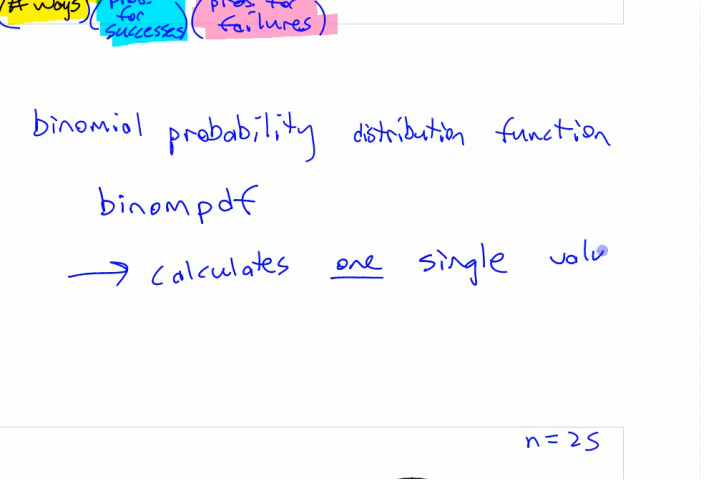 (# ways) (prob. for successes) (prob for failures)
binomial probability distribution function
binompdf
→ calculates one single valu
n = 25